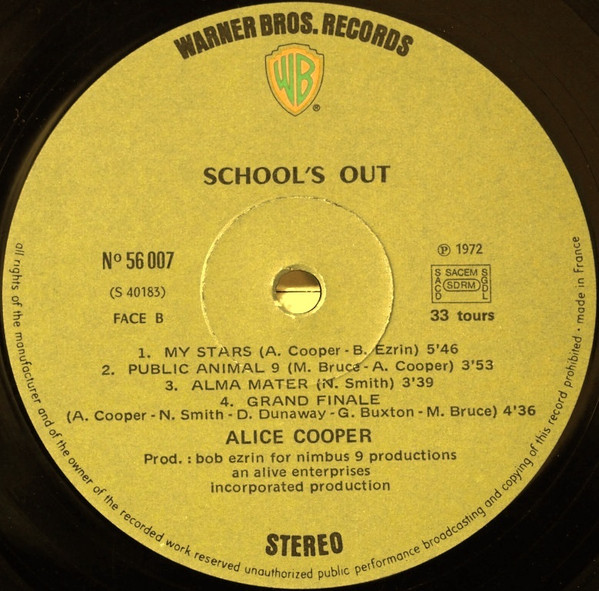 WARNER BROS. RECORDS
WB
®
SCHOOL'S OUT
Nº 56 007
(S 40183)
FACE B
℗ 1972
SACEM
SACD
SDRM
SGDL
33 tours
1. MY STARS (A. Cooper - B. Ezrin) 5'46
2. PUBLIC ANIMAL 9 (M. Bruce - A. Cooper) 3'53
3. ALMA MATER (N. Smith) 3'39
4. GRAND FINALE
(A. Cooper - N. Smith - D. Dunaway - G. Buxton - M. Bruce) 4'36
ALICE COOPER
Prod. : bob ezrin for nimbus 9 productions
an alive enterprises
incorporated production
STEREO
all rights of the manufacturer and of the owner of the recorded work reserved unauthorized public performance broadcasting and copying of this record prohibited · made in France